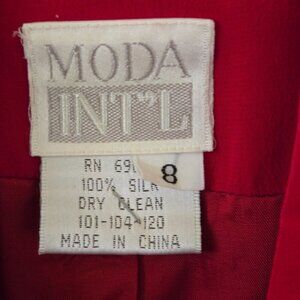 MODA
INT"L
RN
8
100% SILK
DRY CLEAN
101-104-120
MADE IN CHINA